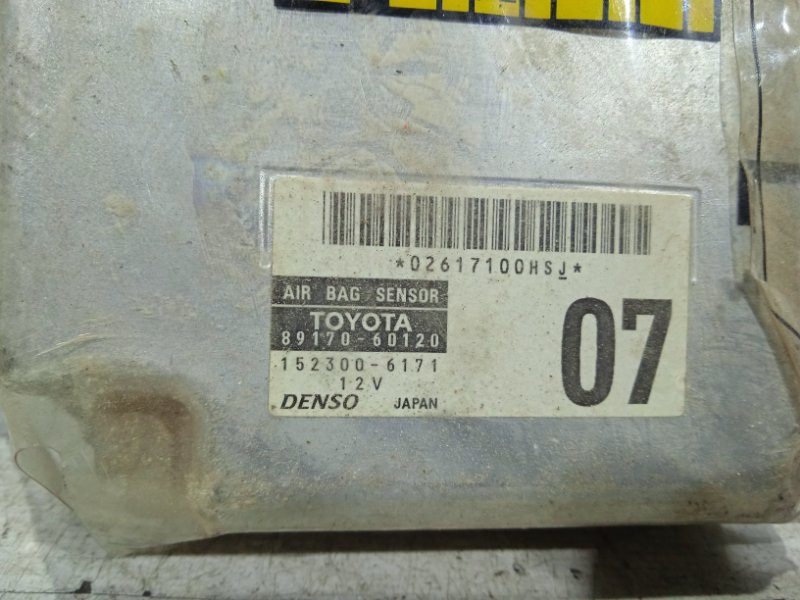 *02617100HSJ*
AIR BAG SENSOR
TOYOTA
89170-60120
152300-6171
12V
DENSO JAPAN
07